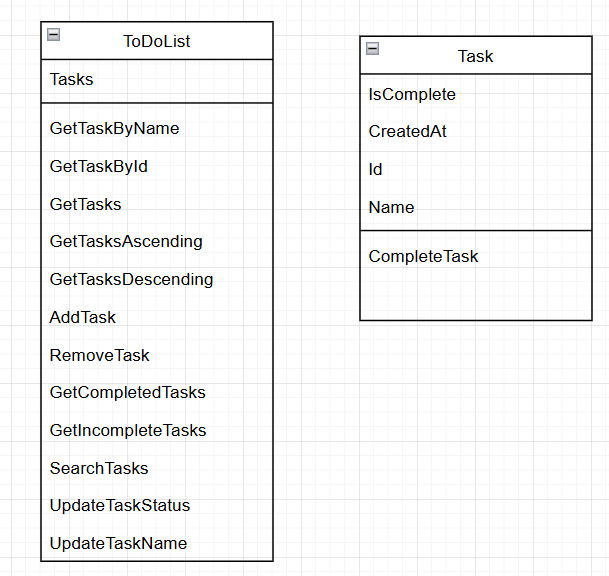 ToDoList
Tasks
GetTaskByName
GetTaskById
GetTasks
GetTasksAscending
GetTasksDescending
AddTask
RemoveTask
GetCompletedTasks
GetIncompleteTasks
SearchTasks
UpdateTaskStatus
UpdateTaskName
Task
IsComplete
CreatedAt
Id
Name
CompleteTask